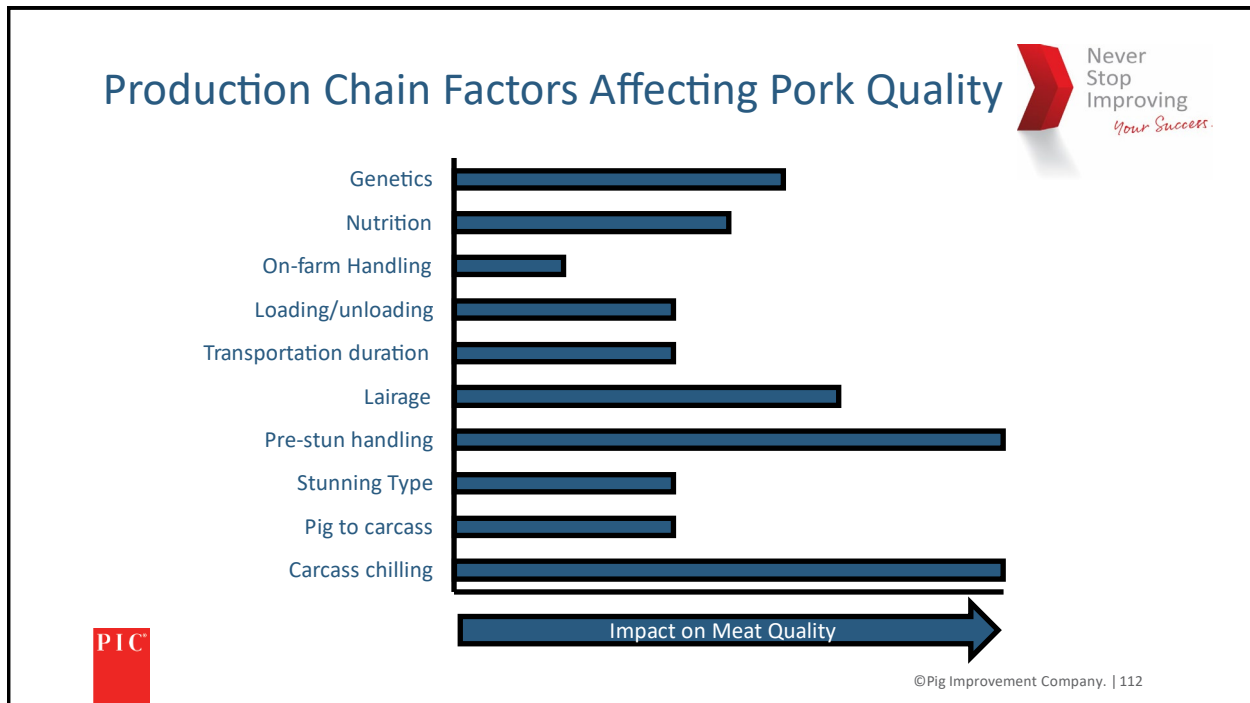 Production Chain Factors Affecting Pork Quality
Never
Stop
Improving
Your Success.
Genetics
Nutrition
On-farm Handling
Loading/unloading
Transportation duration
Lairage
Pre-stun handling
Stunning Type
Pig to carcass
Carcass chilling
Impact on Meat Quality
PIC®
©Pig Improvement Company. | 112